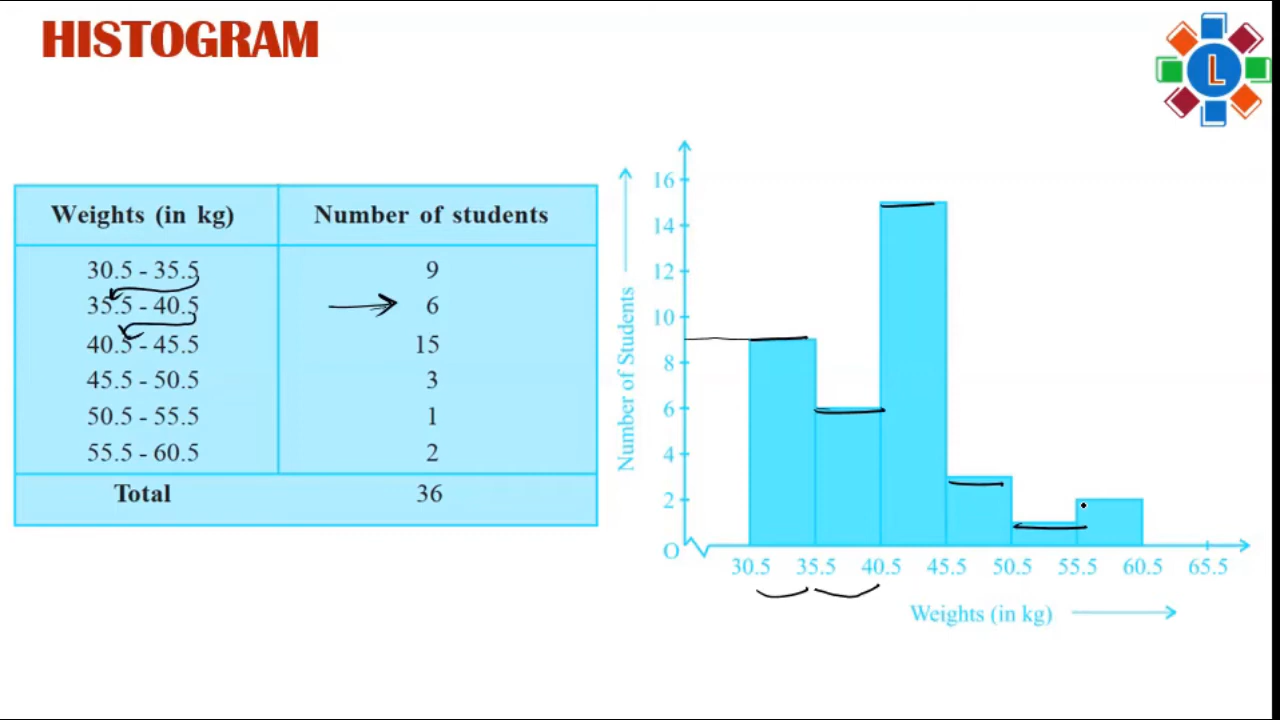 HISTOGRAM
L
Weights (in kg) Number of students
30.5 - 35.5 9
35.5 - 40.5 6
40.5 - 45.5 15
45.5 - 50.5 3
50.5 - 55.5 1
55.5 - 60.5 2
Total 36
Number of Students
16
14
12
10
8
6
4
2
O
30.5 35.5 40.5 45.5 50.5 55.5 60.5 65.5
Weights (in kg)